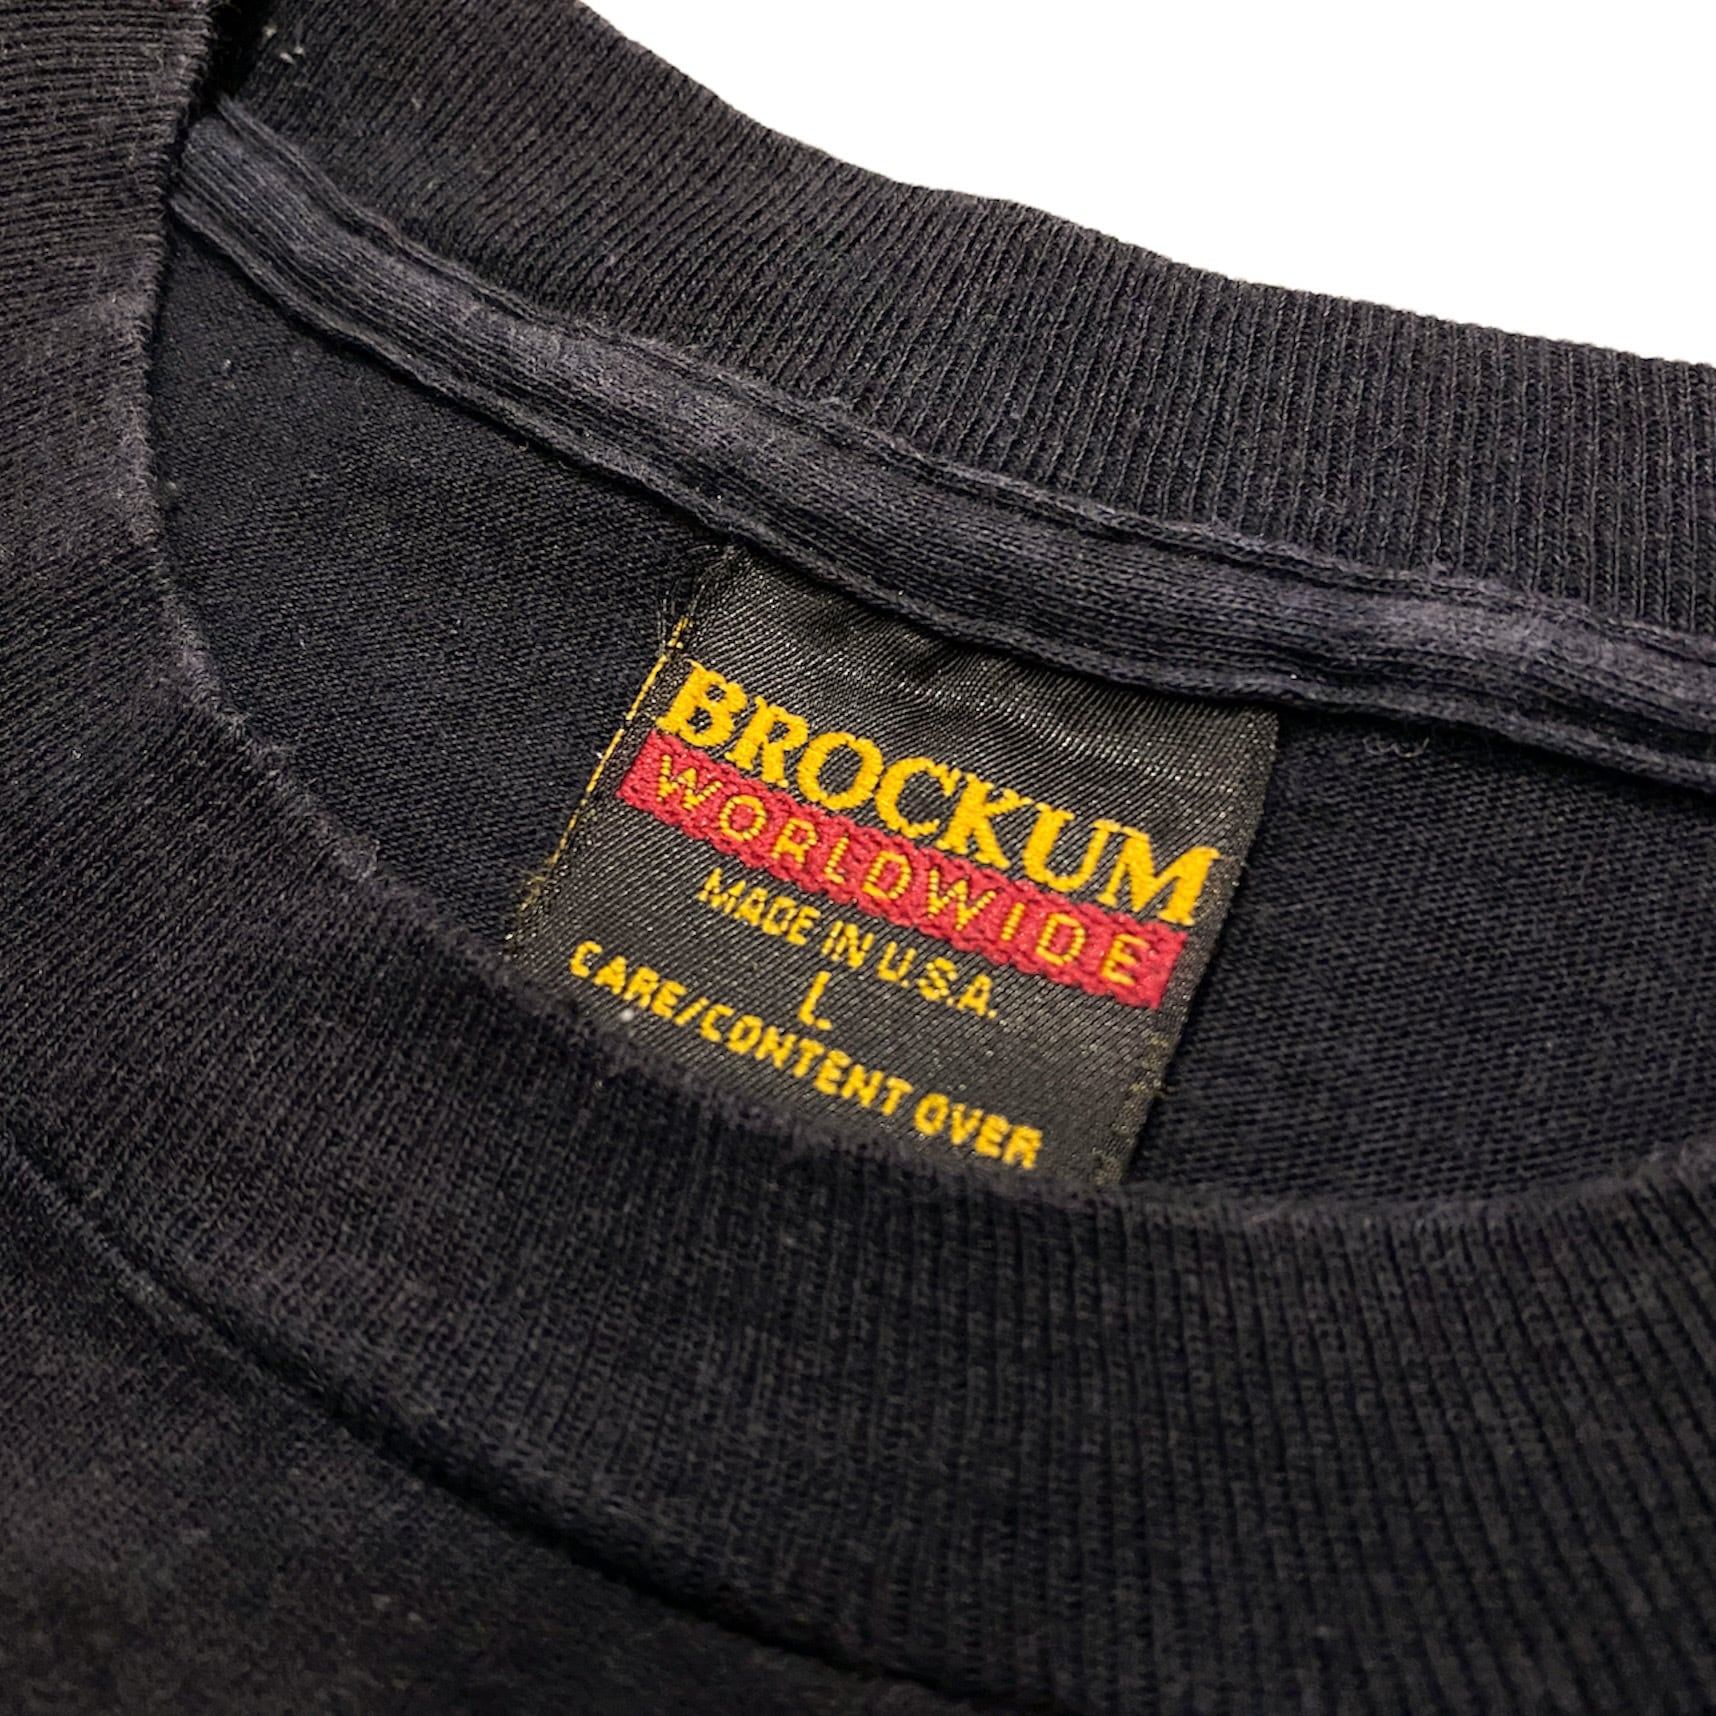 BROCKUM
WORLDWIDE
MADE IN U.S.A.
L
CARE/CONTENT OVER